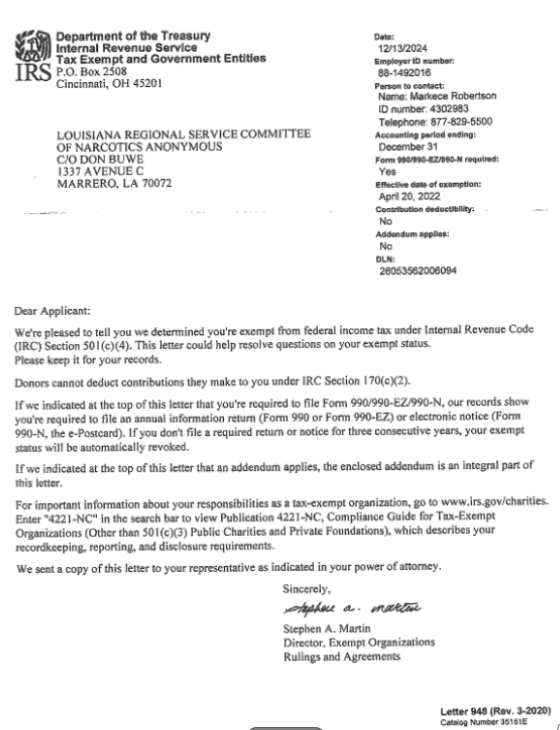 Department of the Treasury
Internal Revenue Service
Tax Exempt and Government Entities
IRS P.O. Box 2508
Cincinnati, OH 45201
Date:
12/13/2024
Employer ID number:
88-1492016
Person to contact:
Name: Markece Robertson
ID number: 4302983
Telephone: 877-829-5500
Accounting period ending:
December 31
Form 990/990-EZ/990-N required:
Yes
Effective date of exemption:
April 20, 2022
Contribution deductibility:
No
Addendum applies:
No
DLN:
26053562006094
LOUISIANA REGIONAL SERVICE COMMITTEE
OF NARCOTICS ANONYMOUS
C/O DON BUWE
1337 AVENUE C
MARRERO, LA 70072
Dear Applicant:
We're pleased to tell you we determined you're exempt from federal income tax under Internal Revenue Code
(IRC) Section 501(c)(4). This letter could help resolve questions on your exempt status.
Please keep it for your records.
Donors cannot deduct contributions they make to you under IRC Section 170(c)(2).
If we indicated at the top of this letter that you're required to file Form 990/990-EZ/990-N, our records show
you're required to file an annual information return (Form 990 or Form 990-EZ) or electronic notice (Form
990-N, the e-Postcard). If you don't file a required return or notice for three consecutive years, your exempt
status will be automatically revoked.
If we indicated at the top of this letter that an addendum applies, the enclosed addendum is an integral part of
this letter.
For important information about your responsibilities as a tax-exempt organization, go to www.irs.gov/charities.
Enter "4221-NC" in the search bar to view Publication 4221-NC, Compliance Guide for Tax-Exempt
Organizations (Other than 501(c)(3) Public Charities and Private Foundations), which describes your
recordkeeping, reporting, and disclosure requirements.
We sent a copy of this letter to your representative as indicated in your power of attorney.
Sincerely,
Stephen A. Martin
Stephen A. Martin
Director, Exempt Organizations
Rulings and Agreements
Letter 948 (Rev. 3-2020)
Catalog Number 35151E